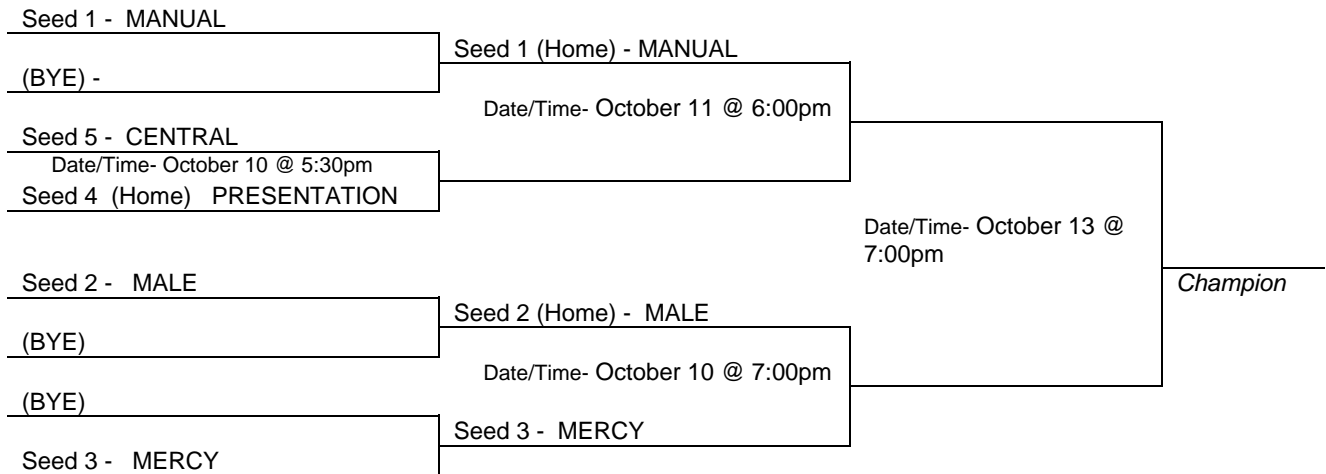 Seed 1 - MANUAL
Seed 1 (Home) - MANUAL
(BYE) -
Date/Time- October 11 @ 6:00pm
Seed 5 - CENTRAL
Date/Time- October 10 @ 5:30pm
Seed 4 (Home) PRESENTATION
Date/Time- October 13 @
7:00pm
Seed 2 - MALE
Champion
Seed 2 (Home) - MALE
(BYE)
Date/Time- October 10 @ 7:00pm
(BYE)
Seed 3 - MERCY
Seed 3 - MERCY